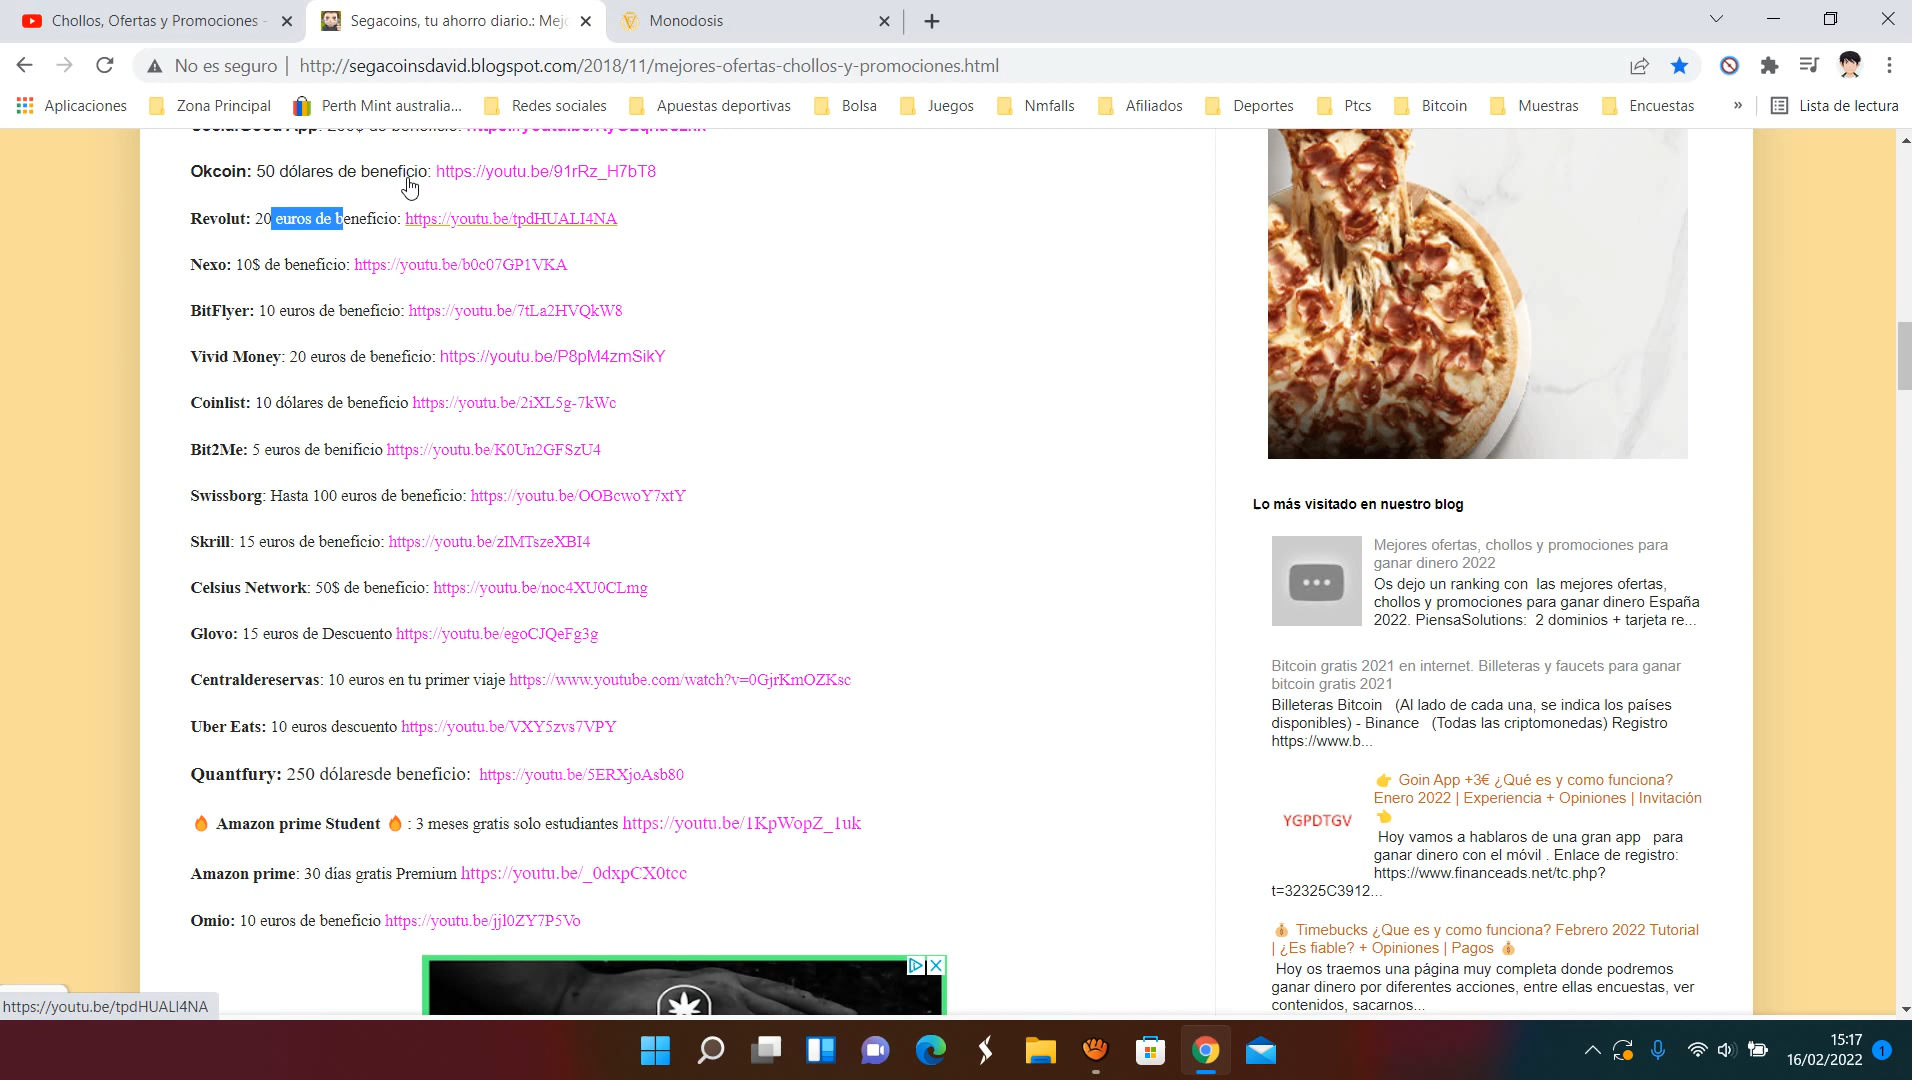 Chollos, Ofertas y Promociones -
Segacoins, tu ahorro diario.: Mejo
Monodosis
No es seguro | http://segacoinsdavid.blogspot.com/2018/11/mejores-ofertas-chollos-y-promociones.html
Aplicaciones Zona Principal Perth Mint australia... Redes sociales Apuestas deportivas Bolsa Juegos Nmfalls Afiliados Deportes Ptcs Bitcoin Muestras Encuestas » Lista de lectura
Okcoin: 50 dólares de beneficio: https://youtu.be/91rRz_H7bT8
Revolut: 20 euros de beneficio: https://youtu.be/tpdHUALI4NA
Nexo: 10$ de beneficio: https://youtu.be/b0c07GP1VKA
BitFlyer: 10 euros de beneficio: https://youtu.be/7tLa2HVQkW8
Vivid Money: 20 euros de beneficio: https://youtu.be/P8pM4zmSikY
Coinlist: 10 dólares de beneficio https://youtu.be/2iXL5g-7kWc
Bit2Me: 5 euros de benificio https://youtu.be/K0Un2GFSzU4
Swissborg: Hasta 100 euros de beneficio: https://youtu.be/OOBcwoY7xtY
Skrill: 15 euros de beneficio: https://youtu.be/zIMTszeXBI4
Celsius Network: 50$ de beneficio: https://youtu.be/noc4XU0CLmg
Glovo: 15 euros de Descuento https://youtu.be/egoCJQeFg3g
Centraldereservas: 10 euros en tu primer viaje https://www.youtube.com/watch?v=0GjrKmOZKsc
Uber Eats: 10 euros descuento https://youtu.be/VXY5zvs7VPY
Quantfury: 250 dólaresde beneficio: https://youtu.be/5ERXjoAsb80
🔥 Amazon prime Student 🔥 : 3 meses gratis solo estudiantes https://youtu.be/1KpWopZ_1uk
Amazon prime: 30 días gratis Premium https://youtu.be/_0dxpCX0tcc
Omio: 10 euros de beneficio https://youtu.be/jjl0ZY7P5Vo
Lo más visitado en nuestro blog
Mejores ofertas, chollos y promociones para
ganar dinero 2022
Os dejo un ranking con las mejores ofertas,
chollos y promociones para ganar dinero España
2022. PiensaSolutions: 2 dominios + tarjeta re...
Bitcoin gratis 2021 en internet. Billeteras y faucets para ganar
bitcoin gratis 2021
Billeteras Bitcoin (Al lado de cada una, se indica los países
disponibles) - Binance (Todas las criptomonedas) Registro
https://www.b...
YGPDTGV
👉 Goin App +3€ ¿Qué es y como funciona?
Enero 2022 | Experiencia + Opiniones | Invitación
👈
Hoy vamos a hablaros de una gran app para
ganar dinero con el móvil . Enlace de registro:
https://www.financeads.net/tc.php?
t=32325C3912...
💰 Timebucks ¿Que es y como funciona? Febrero 2022 Tutorial
| ¿Es fiable? + Opiniones | Pagos 💰
Hoy os traemos una página muy completa donde podremos
ganar dinero por diferentes acciones, entre ellas encuestas, ver
contenidos, sacarnos...
https://youtu.be/tpdHUALI4NA
15:17
16/02/2022
1